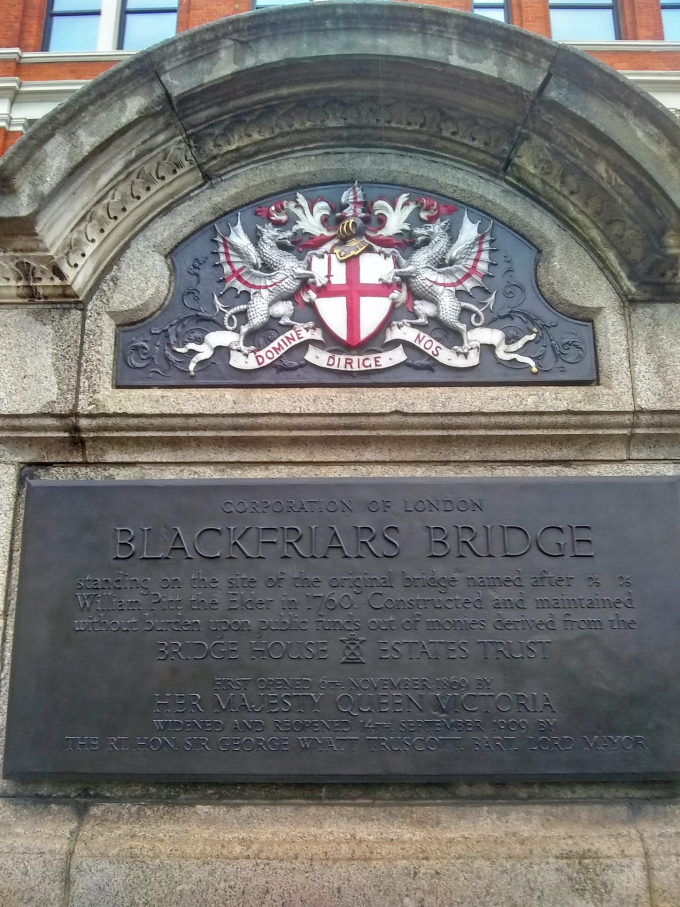 DOMINE DIRIGE NOS
CORPORATION OF LONDON
BLACKFRIARS BRIDGE
standing on the site of the original bridge named after
William Pitt the Elder in 1760. Constructed and maintained
without burden upon public funds out of monies derived from the
BRIDGE HOUSE ESTATES TRUST
FIRST OPENED 6TH NOVEMBER 1869 BY
HER MAJESTY QUEEN VICTORIA
WIDENED AND REOPENED 14TH SEPTEMBER 1909 BY
THE RT. HON. SIR GEORGE WYATT TRUSCOTT, BART. LORD MAYOR